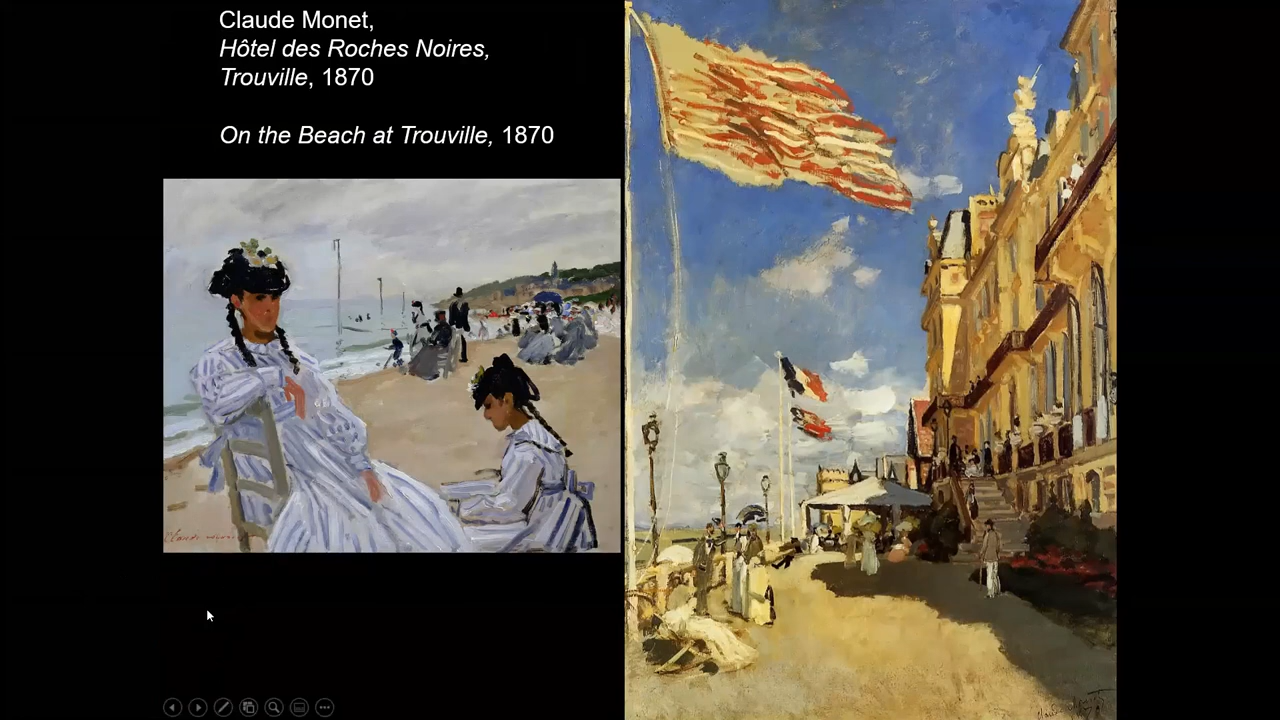 Claude Monet,
Hôtel des Roches Noires,
Trouville, 1870
On the Beach at Trouville, 1870